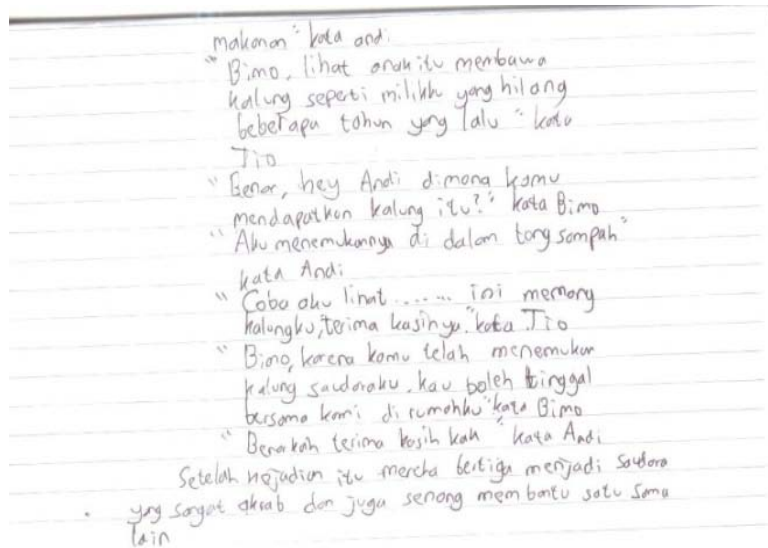 makanan" kata andi.
"Bimo, lihat anak itu membawa
kalung seperti milikku yang hilang
beberapa tahun yang lalu" kata
Tio
"Benar, hey Andi dimana kamu
mendapatkan kalung itu?" kata Bimo
"Aku menemukannya di dalam tong sampah"
kata Andi
"Coba aku lihat ....... ini memang
kalungku, terima kasihya." kata Tio
"Bimo, karena kamu telah menemukan
kalung saudaraku. kau boleh tinggal
bersama kami di rumahku" kata Bimo
"Benarkah terima kasih kak" kata Andi
Setelah kejadian itu mereka bertiga menjadi saudara
yang sangat akrab dan juga senang membantu satu sama
lain